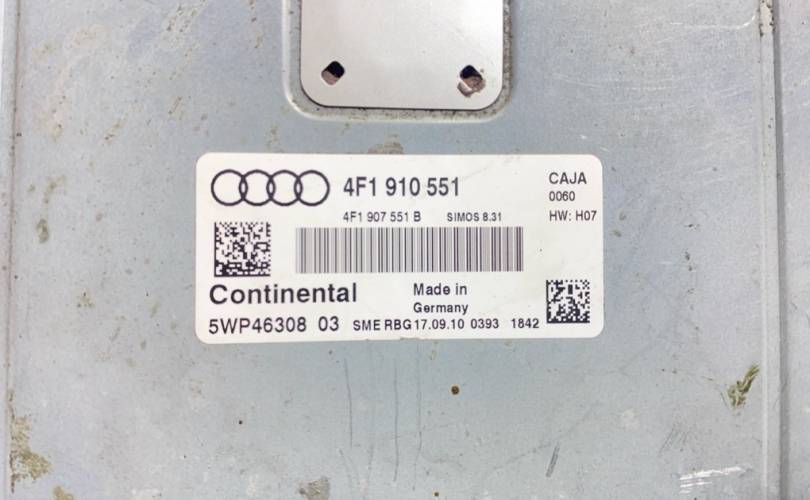 4F1 910 551
CAJA
0060
4F1 907 551 B SIMOS 8.31
HW: H07
Continental
Made in
Germany
5WP46308 03 SME RBG 17.09.10 0393 1842